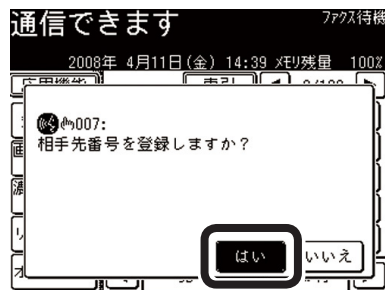 通信できます
ファクス待機
2008年 4月11日(金) 14:39 メモリ残量 100%
007:
相手先番号を登録しますか?
はい
いいえ